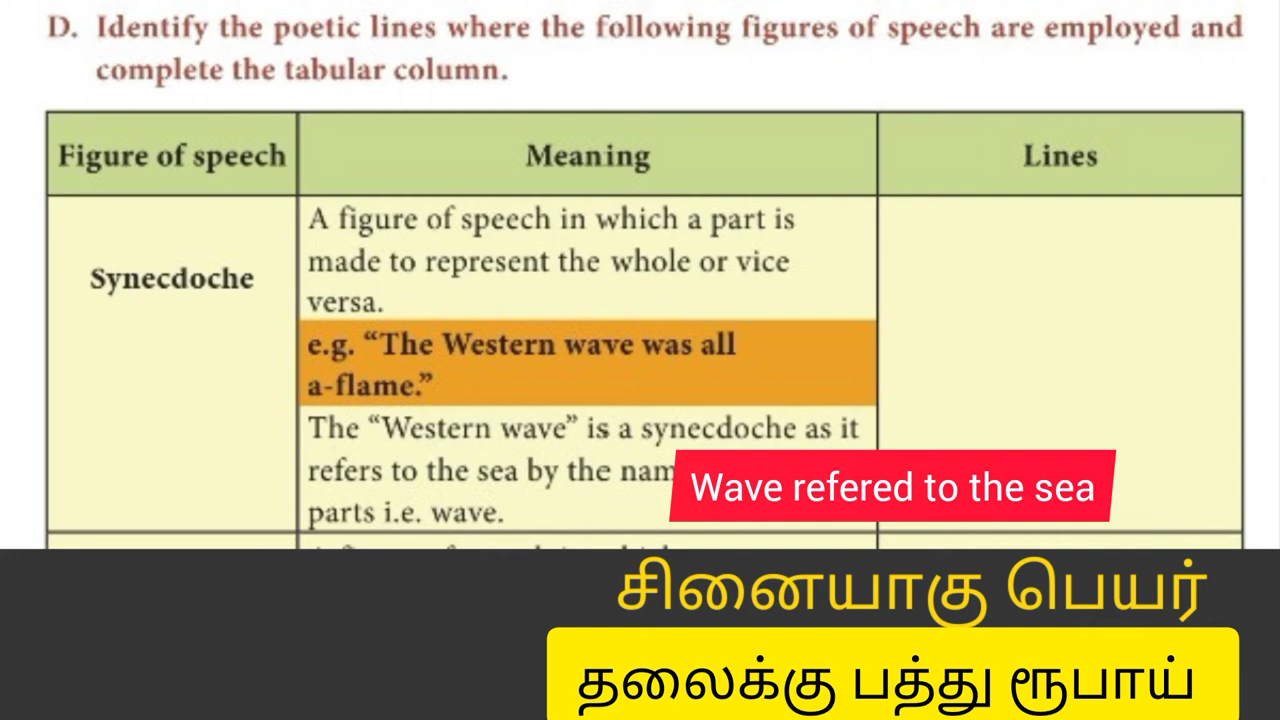 D. Identify the poetic lines where the following figures of speech are employed and
complete the tabular column.
Figure of speech
Meaning
Lines
Synecdoche
A figure of speech in which a part is
made to represent the whole or vice
versa.
e.g. “The Western wave was all
a-flame.”
The “Western wave” is a synecdoche as it
refers to the sea by the nam
parts i.e. wave.
Wave refered to the sea
சினையாகு பெயர்
தலைக்கு பத்து ரூபாய்